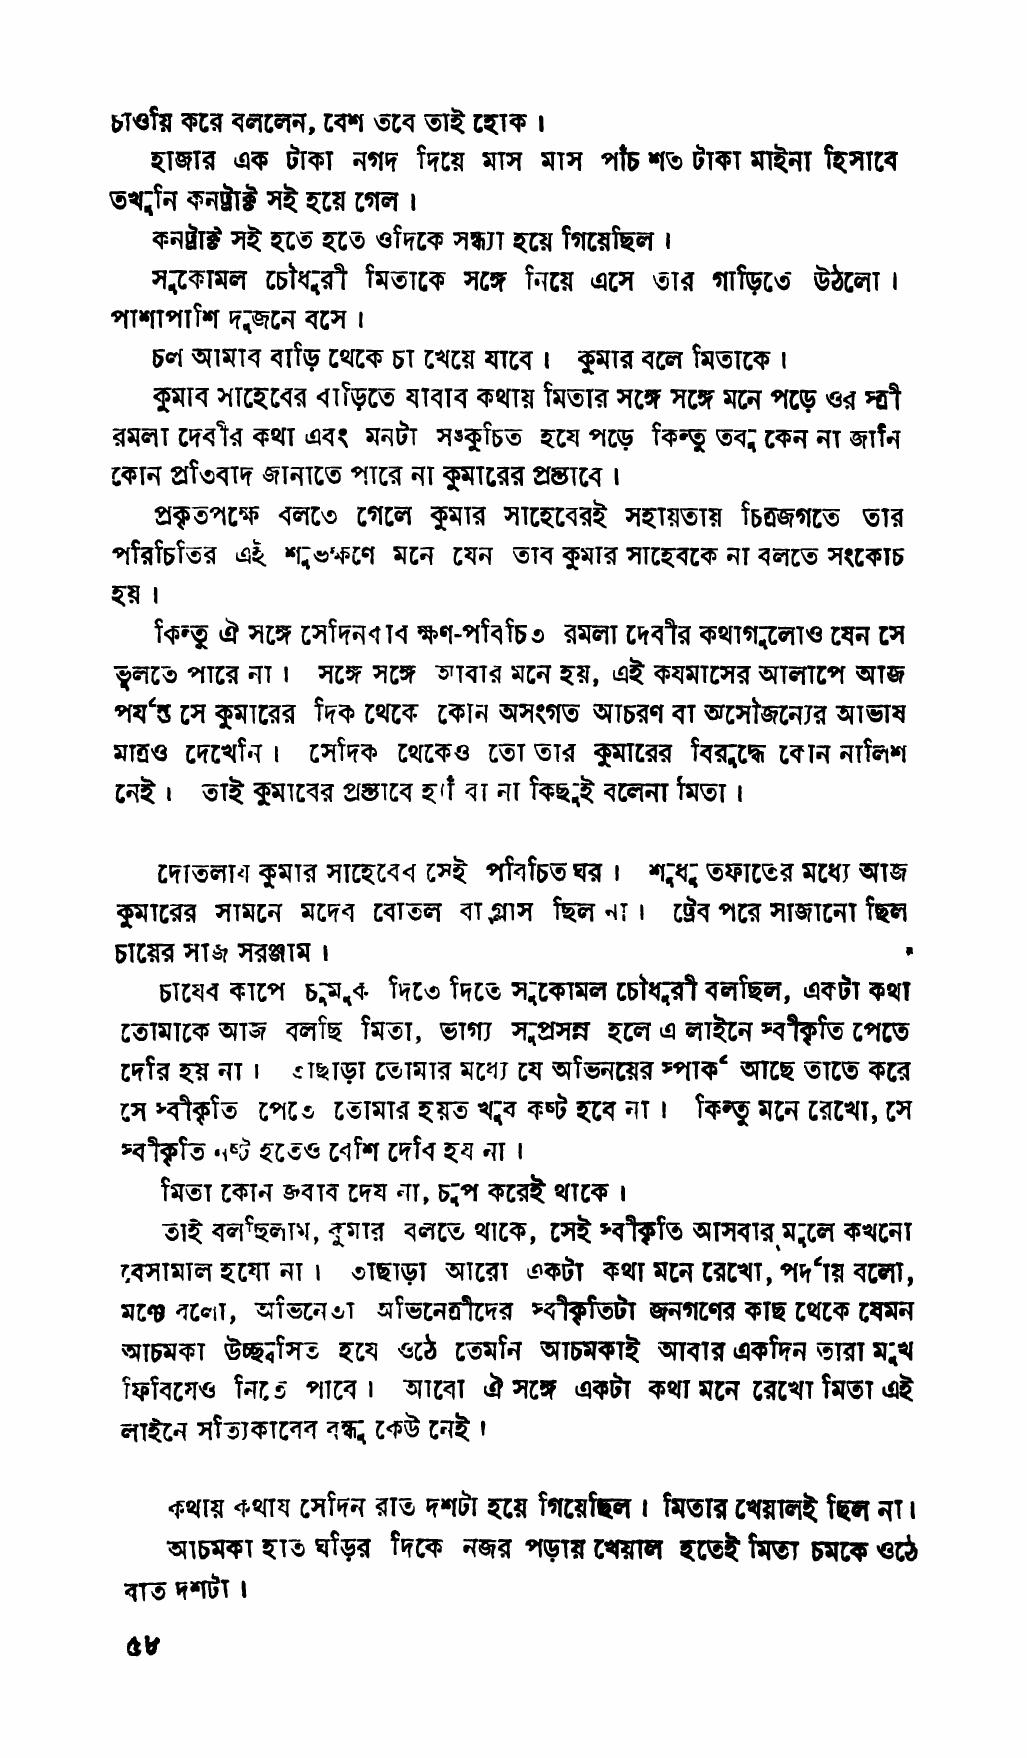 চাওয়ি করে বললেন, বেশ তবে তাই হোক ।
হাজার এক টাকা নগদ দিয়ে মাস মাস পাঁচ শত টাকা মাইনা হিসাবে
তখুনি কনট্রাক্ট সই হয়ে গেল ।
কনট্রাক্ট সই হতে হতে ওদিকে সন্ধ্যা হয়ে গিয়েছিল ।
সুকোমল চৌধুরী মিতাকে সঙ্গে নিয়ে এসে তার গাড়িতে উঠলো ।
পাশাপাশি দুজনে বসে ।
চল আমাব বাড়ি থেকে চা খেয়ে যাবে ।  কুমার বলে মিতাকে ।
কুমাব সাহেবের বাড়িতে যাবাব কথায় মিতার সঙ্গে সঙ্গে মনে পড়ে ওর স্ত্রী
রমলা দেবীর কথা এবং মনটা সংকুচিত হযে পড়ে কিন্তু তবু কেন না জানি
কোন প্রতিবাদ জানাতে পারে না কুমারের প্রস্তাবে ।
প্রকৃতপক্ষে বলতে গেলে কুমার সাহেবেরই সহায়তায় চিত্রজগতে তার
পরিচিতির এই শুভক্ষণে মনে যেন তাব কুমার সাহেবকে না বলতে সংকোচ
হয় ।
কিন্তু ঐ সঙ্গে সেদিনবাব ক্ষণ-পবিচিত রমলা দেবীর কথাগুলোও যেন সে
ভুলতে পারে না ।  সঙ্গে সঙ্গে আবার মনে হয়, এই কযমাসের আলাপে আজ
পর্যন্ত সে কুমারের দিক থেকে কোন অসংগত আচরণ বা অসৌজন্যের আভাষ
মাত্রও দেখেনি ।  সেদিক থেকেও তো তার কুমারের বিরুদ্ধে কোন নালিশ
নেই ।  তাই কুমাবের প্রস্তাবে হ্যাঁ বা না কিছুই বলেনা মিতা ।
দোতলাব কুমার সাহেবেব সেই পবিচিত ঘর ।  শুধু তফাতের মধ্যে আজ
কুমারের সামনে মদেব বোতল বা গ্লাস ছিল না ।  ট্রেব পরে সাজানো ছিল
চায়ের সাজ সরঞ্জাম ।
চাযেব কাপে চুমুক দিতে দিতে সুকোমল চৌধুরী বলছিল, একটা কথা
তোমাকে আজ বলছি মিতা, ভাগ্য সুপ্রসন্ন হলে এ লাইনে স্বীকৃতি পেতে
দেরি হয় না ।  তাছাড়া তোমার মধ্যে যে অভিনয়ের স্পার্ক আছে তাতে করে
সে স্বীকৃতি পেতে তোমার হয়ত খুব কষ্ট হবে না ।  কিন্তু মনে রেখো, সে
স্বীকৃতি নষ্ট হতেও বেশি দেবি হয না ।
মিতা কোন জবাব দেয না, চুপ করেই থাকে ।
তাই বলছিলাম, কুমার বলতে থাকে, সেই স্বীকৃতি আসবার মূলে কখনো
বেসামাল হযো না ।  তাছাড়া আরো একটা কথা মনে রেখো, পর্দায় বলো,
মঞ্চে বলো, অভিনেতা অভিনেত্রীদের স্বীকৃতিটা জনগণের কাছ থেকে যেমন
আচমকা উচ্ছ্বসিত হযে ওঠে তেমনি আচমকাই আবার একদিন তারা মুখ
ফিবিসেও নিতে পাবে ।  আবো ঐ সঙ্গে একটা কথা মনে রেখো মিতা এই
লাইনে সত্যিকাবেব বন্ধু কেউ নেই ।
কথায় কথায সেদিন রাত দশটা হয়ে গিয়েছিল । মিতার খেয়ালই ছিল না ।
আচমকা হাত ঘড়ির দিকে নজর পড়ায় খেয়াল হতেই মিতা চমকে ওঠে
বাত দশটা ।
৫৮